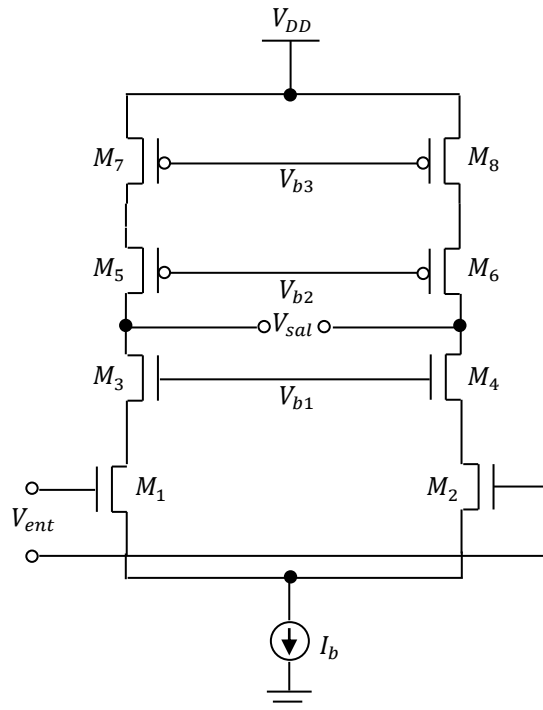 V_DD
M_7
M_8
V_b3
M_5
M_6
V_b2
V_sal
M_3
M_4
V_b1
M_1
M_2
V_ent
I_b